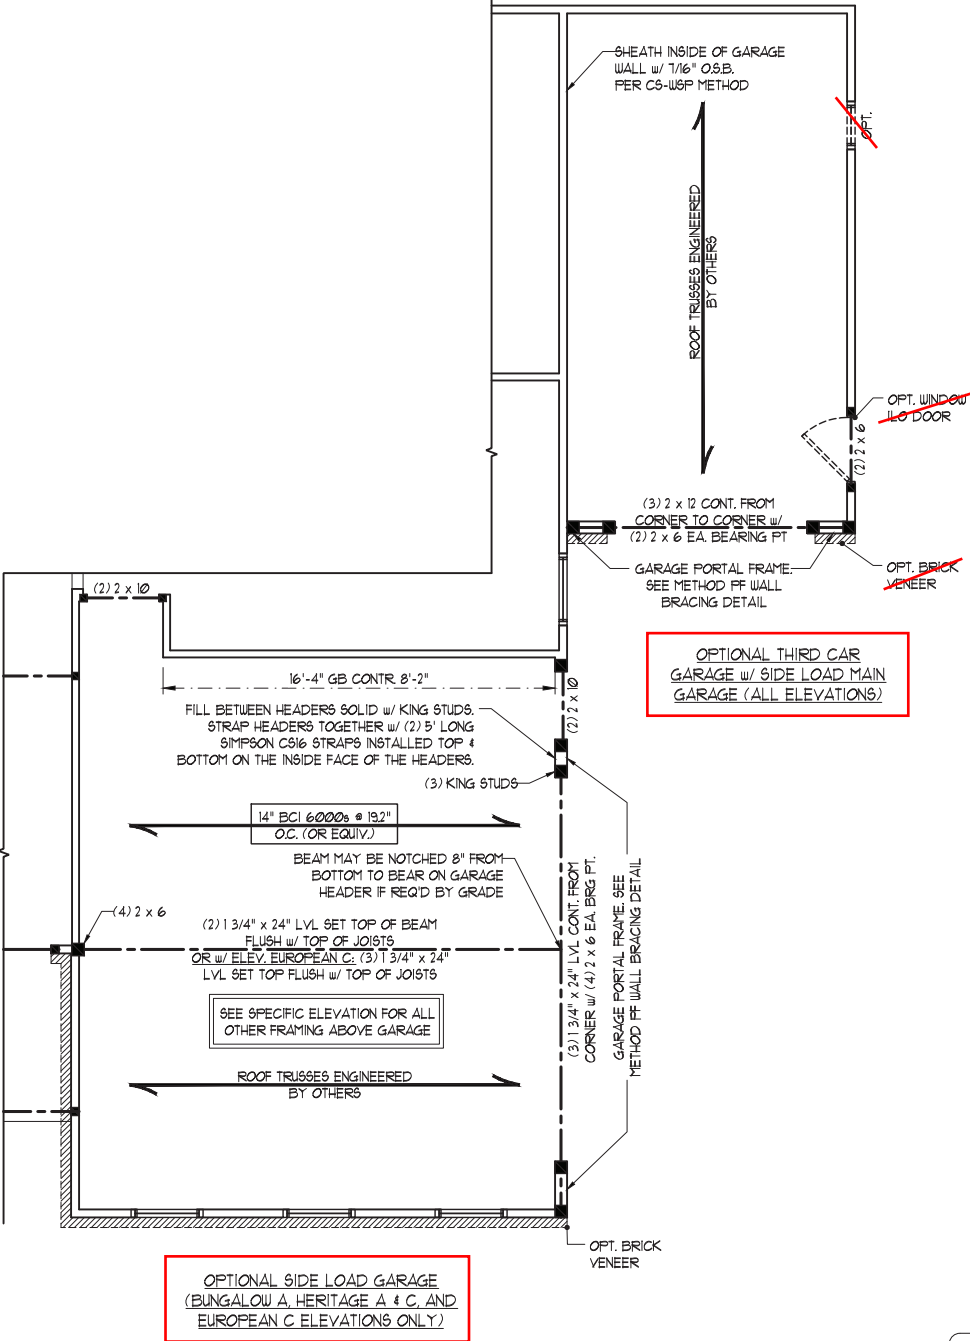 SHEATH INSIDE OF GARAGE
WALL w/ 7/16" O.S.B.
PER CS-WSP METHOD
OPT.
ROOF TRUSSES ENGINEERED
BY OTHERS
OPT. WINDOW
ILO DOOR
(2) 2 x 6
(3) 2 x 12 CONT. FROM
CORNER TO CORNER w/
(2) 2 x 6 EA. BEARING PT
GARAGE PORTAL FRAME.
SEE METHOD PF WALL
BRACING DETAIL
OPT. BRICK
VENEER
OPTIONAL THIRD CAR
GARAGE w/ SIDE LOAD MAIN
GARAGE (ALL ELEVATIONS)
(2) 2 x 10
16'-4" GB CONTR. 8'-2"
(2) 2 x 10
FILL BETWEEN HEADERS SOLID w/ KING STUDS.
STRAP HEADERS TOGETHER w/ (2) 5' LONG
SIMPSON CS16 STRAPS INSTALLED TOP &
BOTTOM ON THE INSIDE FACE OF THE HEADERS.
(3) KING STUDS
14" BCI 6000s @ 19.2"
O.C. (OR EQUIV.)
BEAM MAY BE NOTCHED 8" FROM
BOTTOM TO BEAR ON GARAGE
HEADER IF REQ'D BY GRADE
(4) 2 x 6
(2) 1 3/4" x 24" LVL SET TOP OF BEAM
FLUSH w/ TOP OF JOISTS
OR w/ ELEV. EUROPEAN C: (3) 1 3/4" x 24"
LVL SET TOP FLUSH w/ TOP OF JOISTS
(3) 1 3/4" x 24" LVL CONT. FROM
CORNER w/ (4) 2 x 6 EA. BRG PT.
GARAGE PORTAL FRAME. SEE
METHOD PF WALL BRACING DETAIL
SEE SPECIFIC ELEVATION FOR ALL
OTHER FRAMING ABOVE GARAGE
ROOF TRUSSES ENGINEERED
BY OTHERS
OPT. BRICK
VENEER
OPTIONAL SIDE LOAD GARAGE
(BUNGALOW A, HERITAGE A & C, AND
EUROPEAN C ELEVATIONS ONLY)